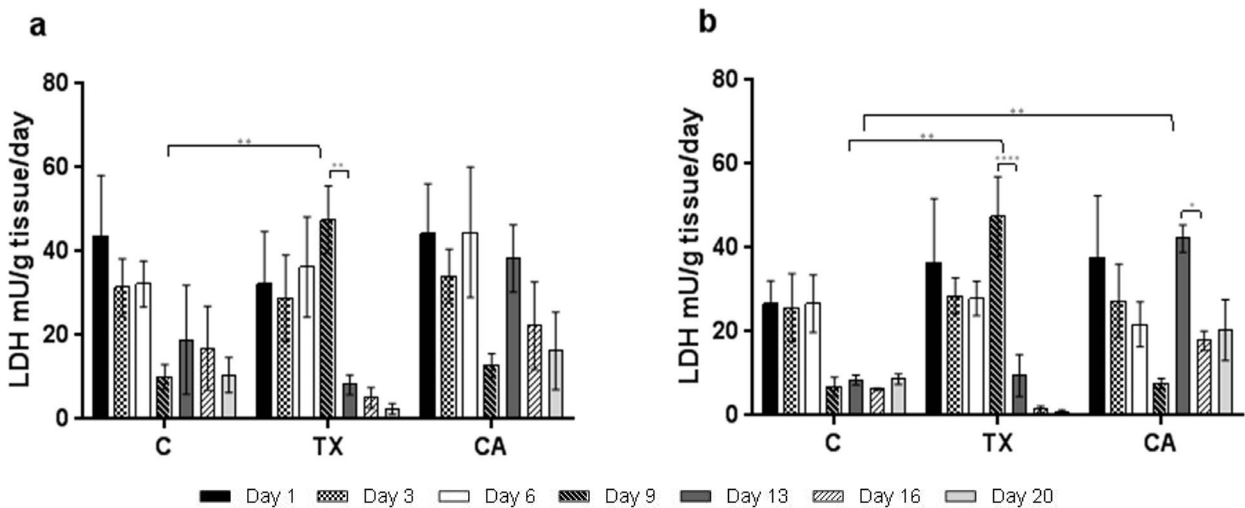 a
b
LDH mU/g tissue/day
80
60
40
20
0
**
**
C
TX
CA
LDH mU/g tissue/day
80
60
40
20
0
**
**
****
*
C
TX
CA
Day 1 Day 3 Day 6 Day 9 Day 13 Day 16 Day 20